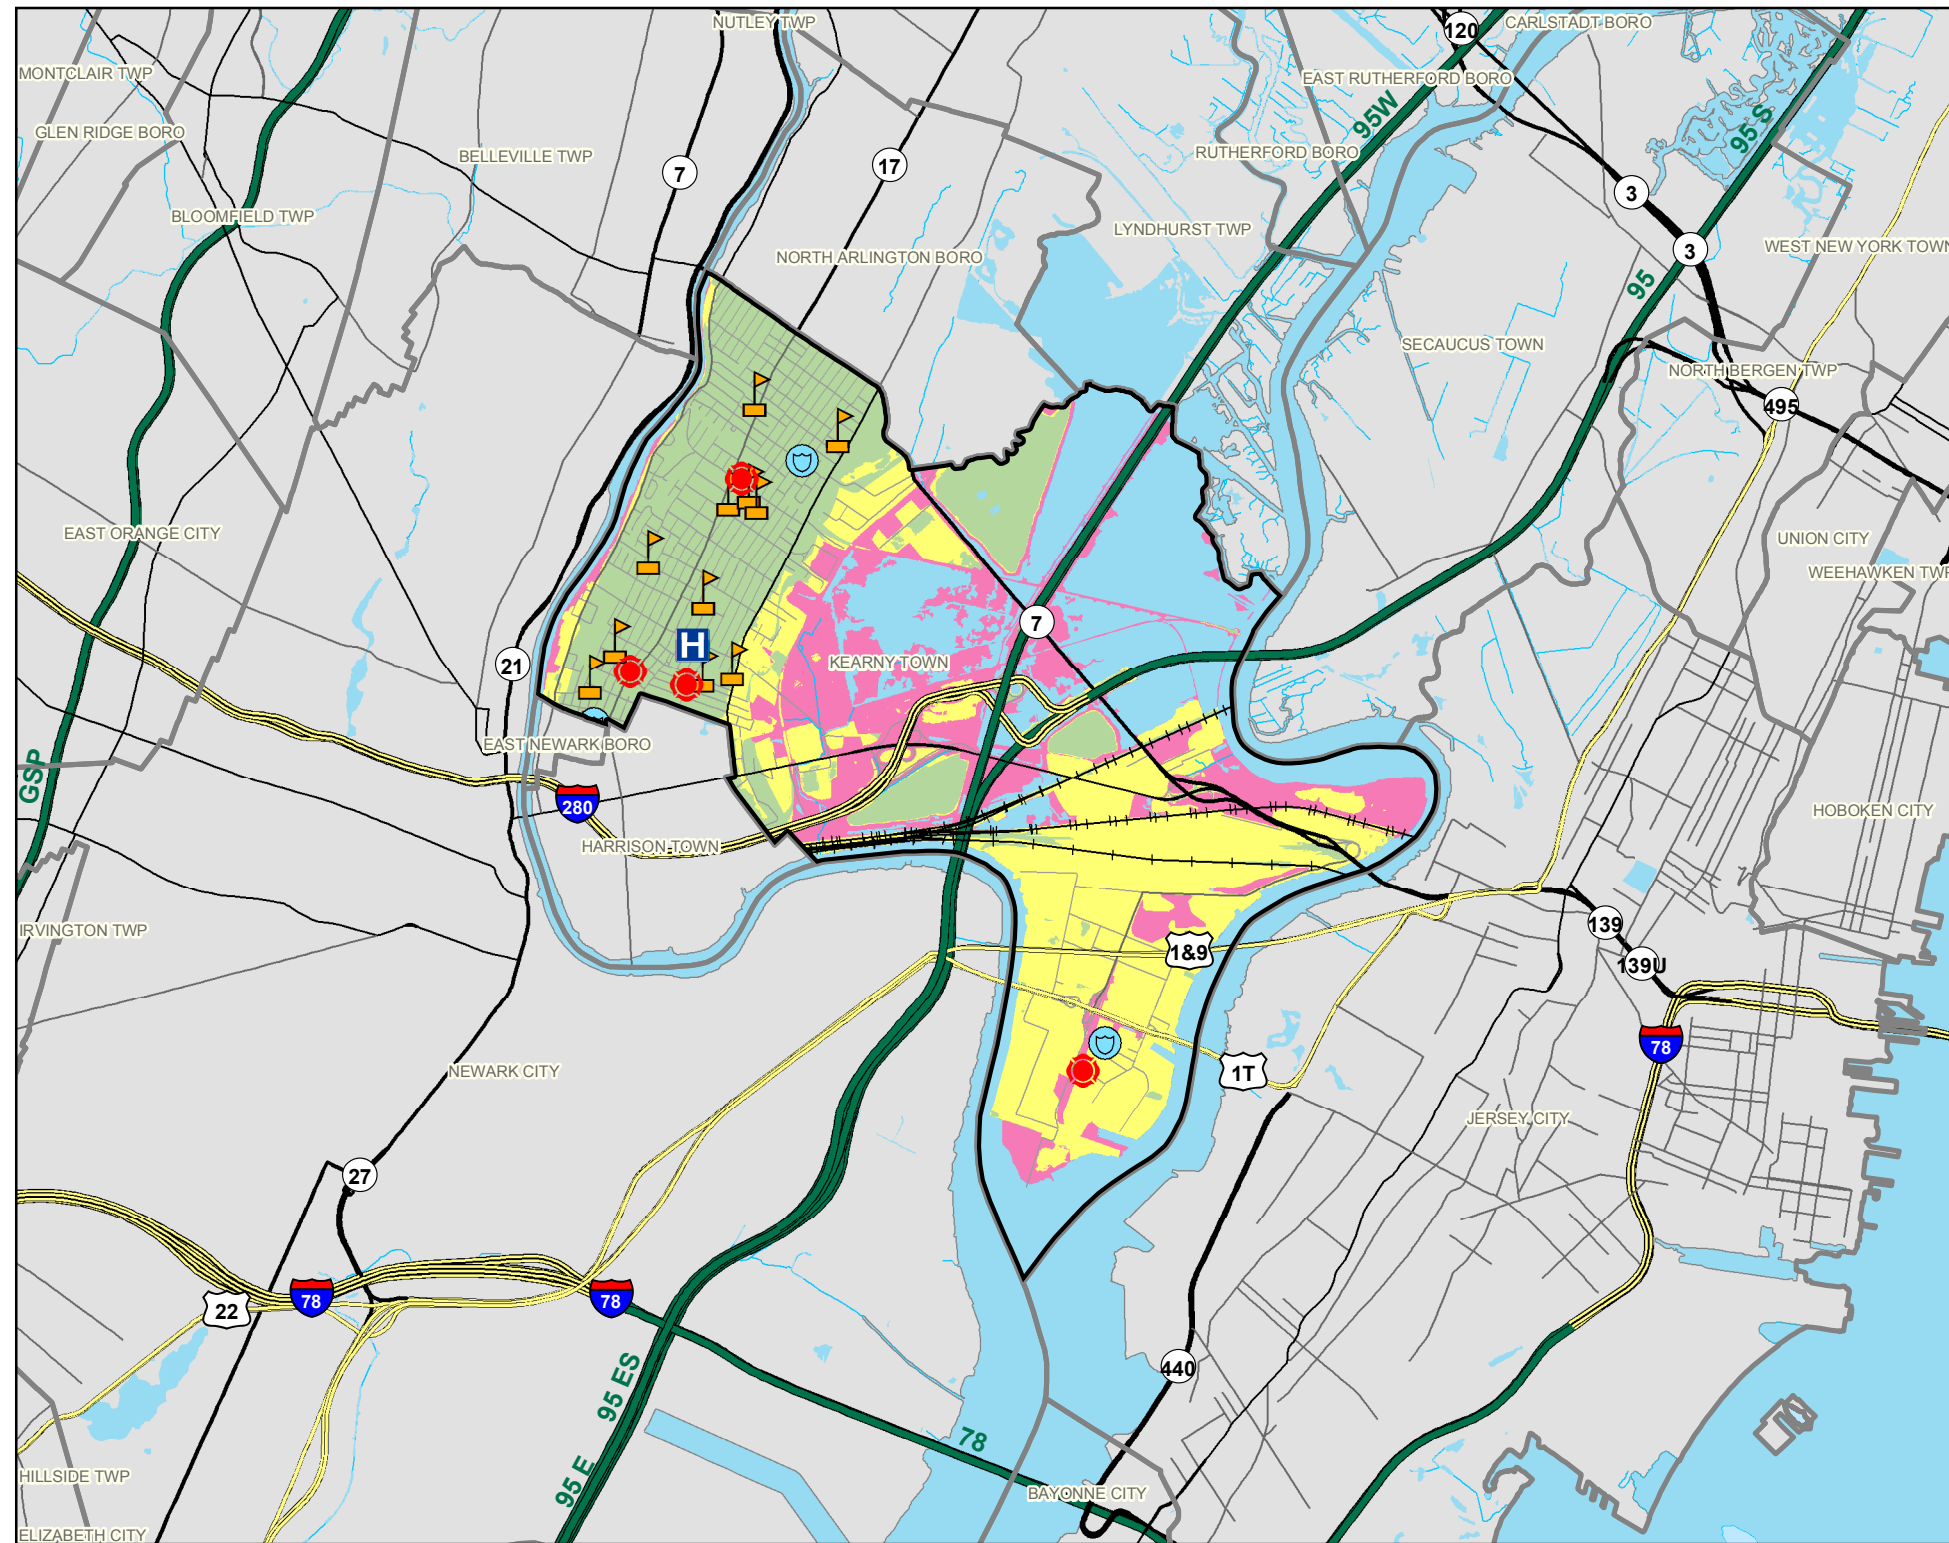 NUTLEY TWP
CARLSTADT BORO
120
MONTCLAIR TWP
EAST RUTHERFORD BORO
95W
95 S
GLEN RIDGE BORO
BELLEVILLE TWP
7
17
RUTHERFORD BORO
3
BLOOMFIELD TWP
LYNDHURST TWP
3
WEST NEW YORK TOWN
NORTH ARLINGTON BORO
95
SECAUCUS TOWN
NORTH BERGEN TWP
495
EAST ORANGE CITY
UNION CITY
WEEHAWKEN TWP
7
H
21
KEARNY TOWN
EAST NEWARK BORO
GSP
280
HOBOKEN CITY
HARRISON TOWN
IRVINGTON TWP
139
1&9
139U
78
NEWARK CITY
1T
JERSEY CITY
27
78
78
22
440
95 ES
78
95 E
HILLSIDE TWP
BAYONNE CITY
ELIZABETH CITY